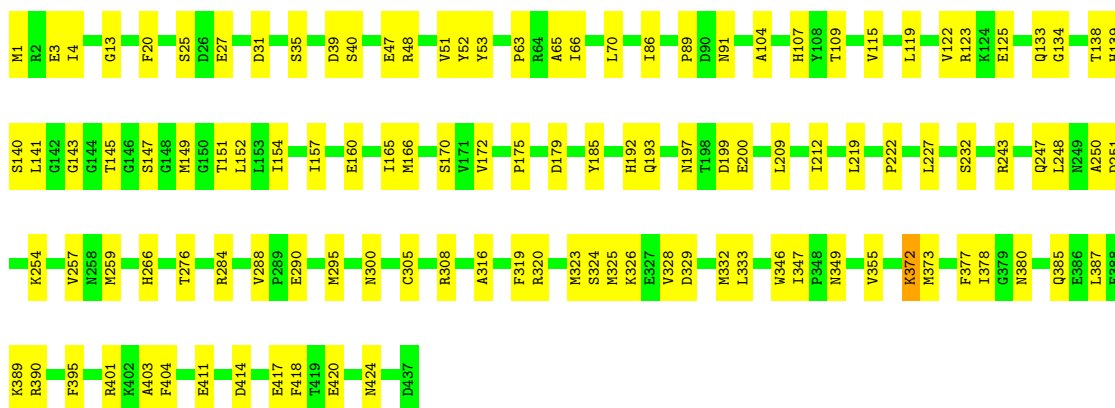 M1 R2 E3 I4 G13 F20 S25 D26 E27 D31 S35 D39 S40 E47 R48 V51 Y52 Y53 P63 R64 A65 I66 L70 I86 P89 D90 N91 A104 H107 Y108 T109 V115 L119 V122 R123 K124 E125 Q133 G134 T138 H139
S140 L141 G142 G143 G144 T145 G146 S147 G148 M149 G150 T151 L152 L153 I154 I157 E160 I165 M166 S170 V171 V172 P175 D179 Y185 H192 Q193 N197 T198 D199 E200 L209 I212 L219 P222 L227 S232 R243 Q247 L248 N249 A250 D251
K254 V257 N258 M259 H266 T276 R284 V288 P289 E290 M295 N300 C305 R308 A316 F319 R320 M323 S324 M325 K326 E327 V328 D329 M332 L333 W346 I347 P348 N349 V355 K372 M373 F377 I378 G379 N380 Q385 E386 L387 F388
K389 R390 F395 R401 K402 A403 F404 E411 D414 E417 F418 T419 E420 N424 D437